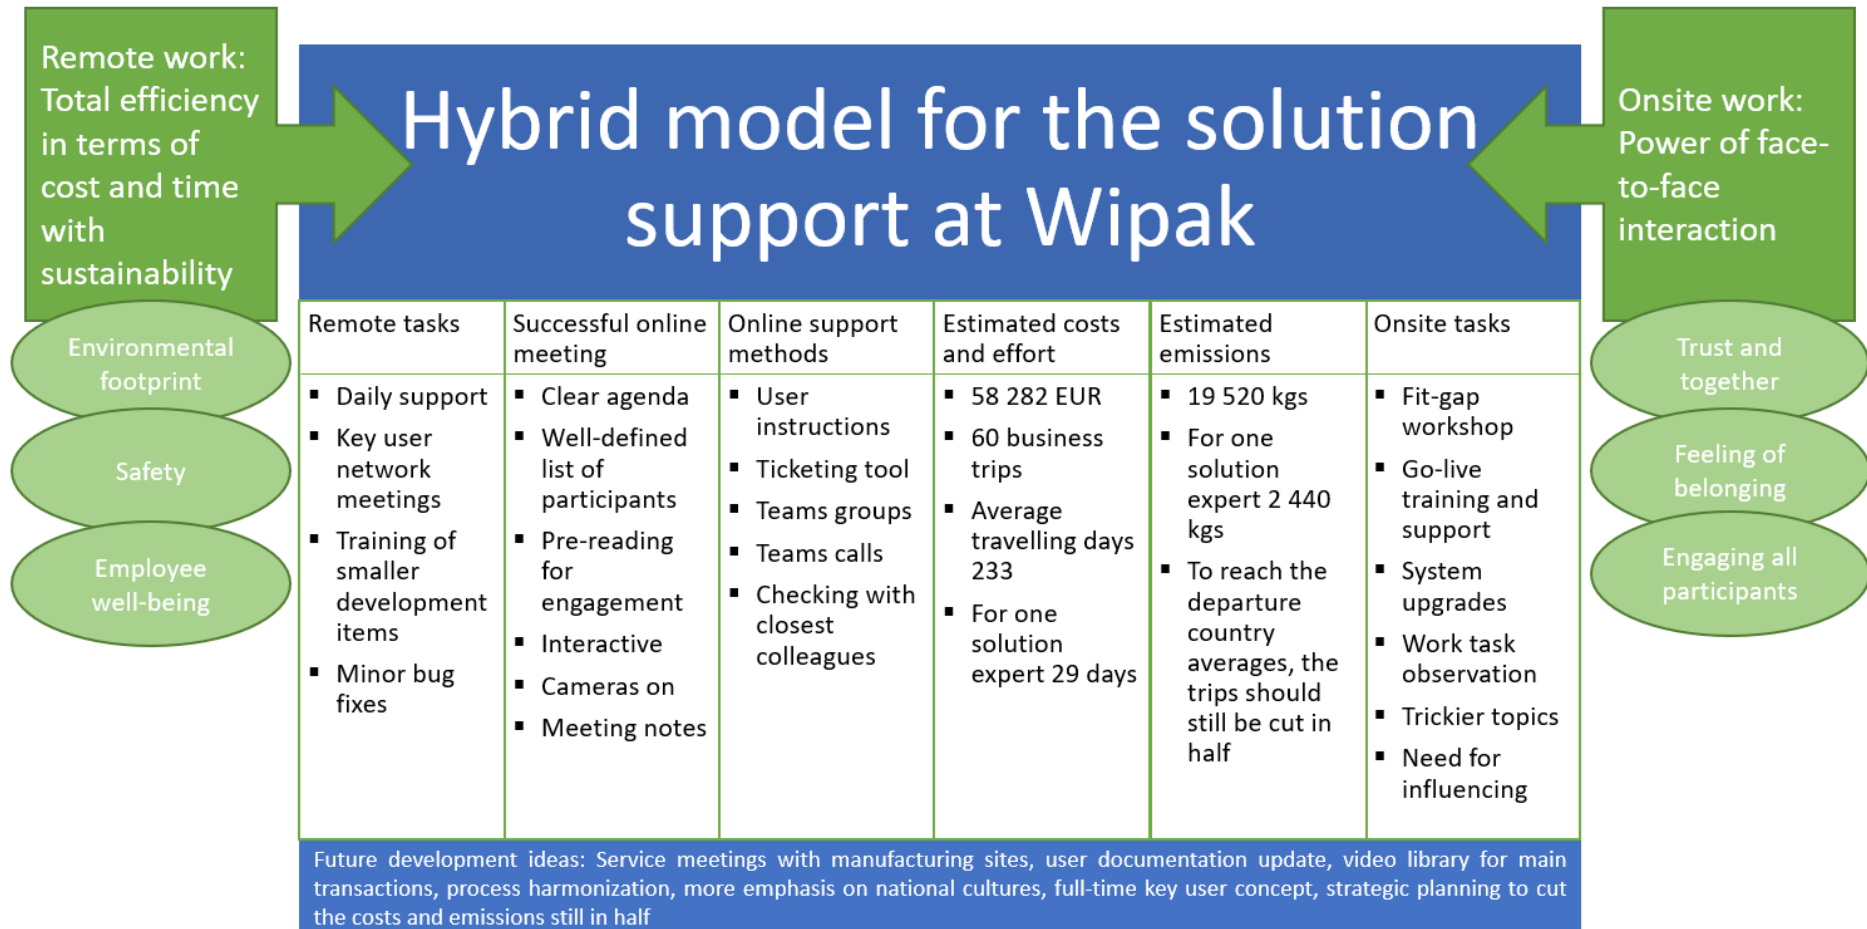 Remote work:
Total efficiency
in terms of
cost and time
with
sustainability
Environmental
footprint
Safety
Employee
well-being
Hybrid model for the solution
support at Wipak
Remote tasks
▪ Daily support
▪ Key user
network
meetings
▪ Training of
smaller
development
items
▪ Minor bug
fixes
Successful online
meeting
▪ Clear agenda
▪ Well-defined
list of
participants
▪ Pre-reading
for
engagement
▪ Interactive
▪ Cameras on
▪ Meeting notes
Online support
methods
▪ User
instructions
▪ Ticketing tool
▪ Teams groups
▪ Teams calls
▪ Checking with
closest
colleagues
Estimated costs
and effort
▪ 58 282 EUR
▪ 60 business
trips
▪ Average
travelling days
233
▪ For one
solution
expert 29 days
Estimated
emissions
▪ 19 520 kgs
▪ For one
solution
expert 2 440
kgs
▪ To reach the
departure
country
averages, the
trips should
still be cut in
half
Onsite tasks
▪ Fit-gap
workshop
▪ Go-live
training and
support
▪ System
upgrades
▪ Work task
observation
▪ Trickier topics
▪ Need for
influencing
Onsite work:
Power of face-
to-face
interaction
Trust and
together
Feeling of
belonging
Engaging all
participants
Future development ideas: Service meetings with manufacturing sites, user documentation update, video library for main
transactions, process harmonization, more emphasis on national cultures, full-time key user concept, strategic planning to cut
the costs and emissions still in half